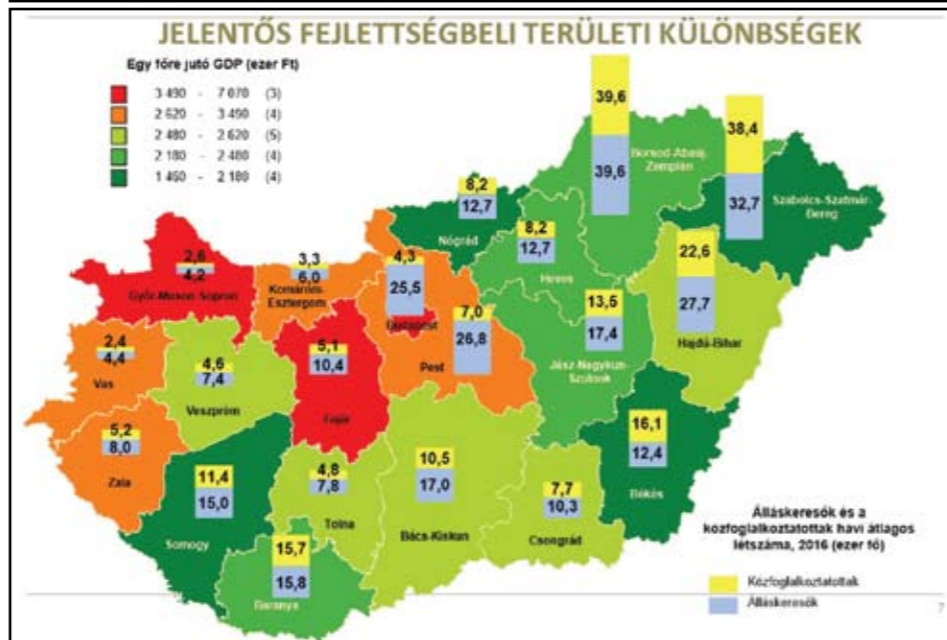 JELENTŐS FEJLETTSÉGBELI TERÜLETI KÜLÖNBSÉGEK
Egy főre jutó GDP (ezer Ft)
3 490 - 7 070 (3)
2 620 - 3 490 (4)
2 480 - 2 620 (5)
2 180 - 2 480 (4)
1 460 - 2 180 (4)
39,6
39,6
Borsod-Abaúj-
Zemplén
38,4
32,7
Szabolcs-Szatmár-
Bereg
8,2
12,7
Nógrád
8,2
12,7
Heves
22,6
27,7
Hajdú-Bihar
2,6
4,2
Győr-Moson-Sopron
3,3
6,0
Komárom-
Esztergom
4,3
25,5
Budapest
7,0
26,8
Pest
13,5
17,4
Jász-Nagykun-
Szolnok
2,4
4,4
Vas
4,6
7,4
Veszprém
5,1
10,4
Fejér
5,2
8,0
Zala
11,4
15,0
Somogy
4,8
7,8
Tolna
10,5
17,0
Bács-Kiskun
7,7
10,3
Csongrád
16,1
12,4
Békés
15,7
15,8
Baranya
Álláskeresők és a
közfoglalkoztatottak havi átlagos
létszáma, 2016 (ezer fő)
Közfoglalkoztatottak
Álláskeresők
7